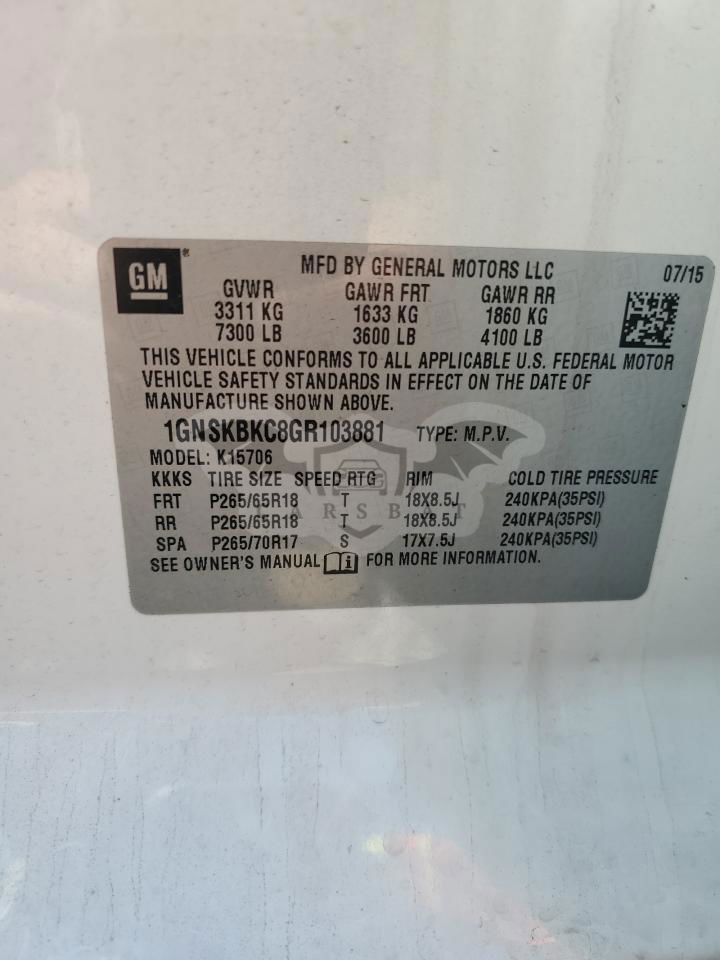 GM ®
MFD BY GENERAL MOTORS LLC 07/15
GVWR GAWR FRT GAWR RR
3311 KG 1633 KG 1860 KG
7300 LB 3600 LB 4100 LB
THIS VEHICLE CONFORMS TO ALL APPLICABLE U.S. FEDERAL MOTOR
VEHICLE SAFETY STANDARDS IN EFFECT ON THE DATE OF
MANUFACTURE SHOWN ABOVE.
1GNSKBKC8GR103881 TYPE: M.P.V.
MODEL: K15706
KKKS TIRE SIZE SPEED RTG RIM COLD TIRE PRESSURE
FRT P265/65R18 T 18X8.5J 240KPA(35PSI)
RR P265/65R18 T 18X8.5J 240KPA(35PSI)
CARSBAT
SPA P265/70R17 S 17X7.5J 240KPA(35PSI)
SEE OWNER'S MANUAL i FOR MORE INFORMATION.